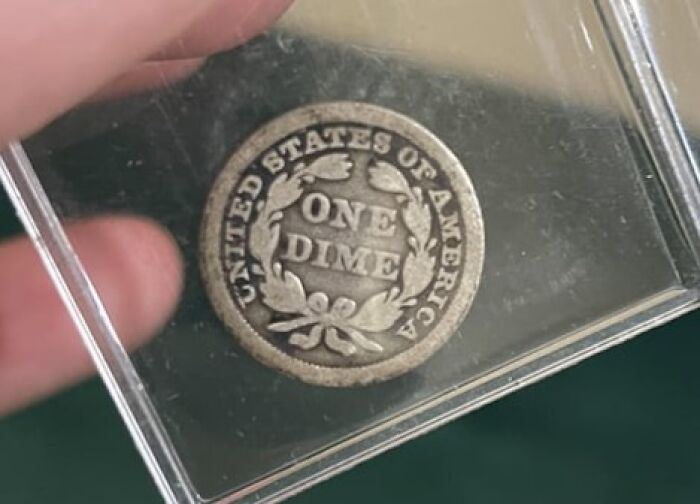 UNITED STATES OF AMERICA
ONE
DIME